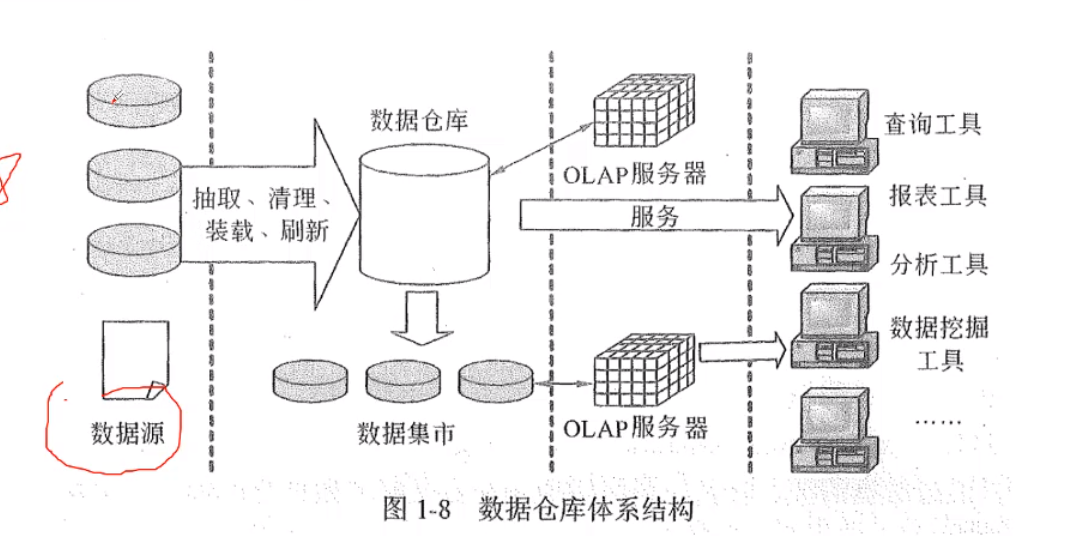 数据仓库
OLAP服务器
查询工具
抽取、清理、
装载、刷新
服务
报表工具
分析工具
数据挖掘
工具
数据源
数据集市
OLAP服务器
……
图 1-8 数据仓库体系结构